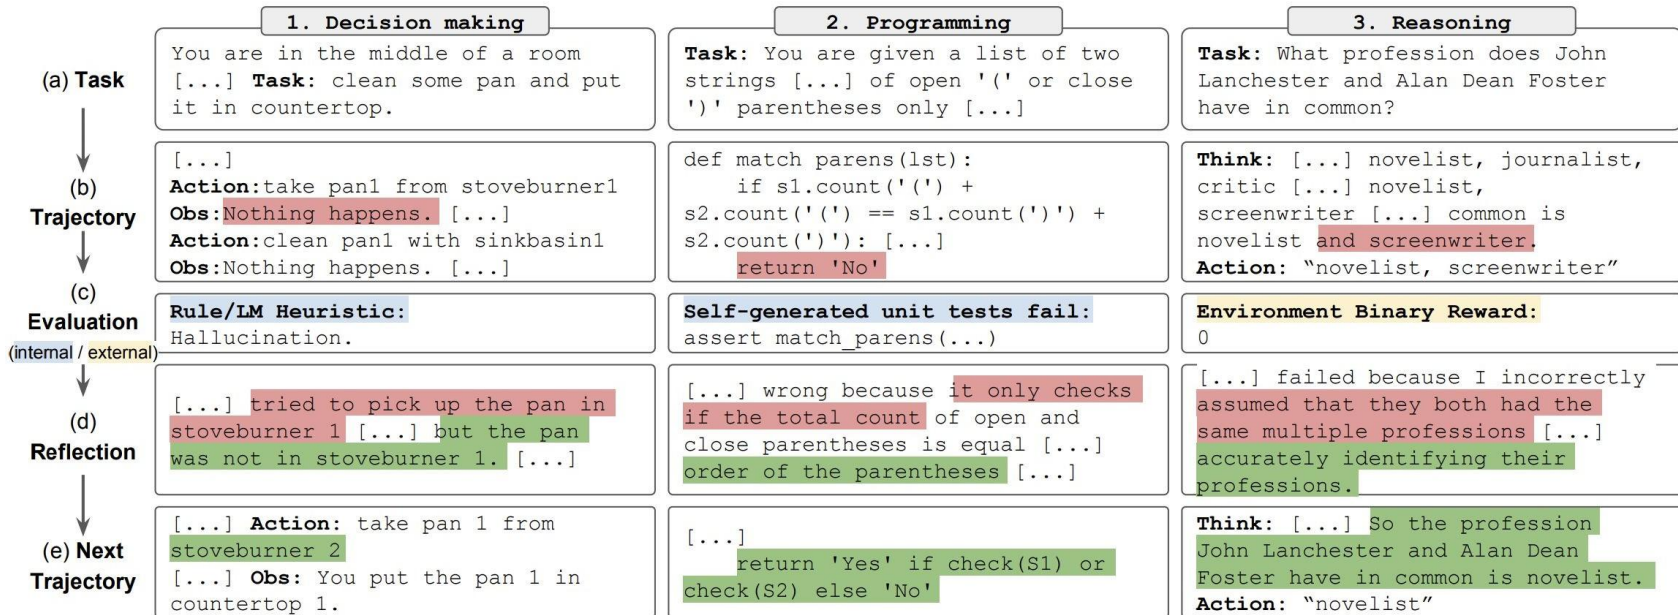 1. Decision making
2. Programming
3. Reasoning
(a) Task
You are in the middle of a room
[...] Task: clean some pan and put
it in countertop.
Task: You are given a list of two
strings [...] of open '(' or close
')' parentheses only [...]
Task: What profession does John
Lanchester and Alan Dean Foster
have in common?
(b)
Trajectory
[...]
Action:take pan1 from stoveburner1
Obs:Nothing happens. [...]
Action:clean pan1 with sinkbasin1
Obs:Nothing happens. [...]
def match parens(lst):
if s1.count('(') +
s2.count('(') == s1.count(')') +
s2.count(')'): [...]
return 'No'
Think: [...] novelist, journalist,
critic [...] novelist,
screenwriter [...] common is
novelist and screenwriter.
Action: “novelist, screenwriter”
(c)
Evaluation
(internal / external)
Rule/LM Heuristic:
Hallucination.
Self-generated unit tests fail:
assert match_parens(...)
Environment Binary Reward:
0
(d)
Reflection
[...] tried to pick up the pan in
stoveburner 1 [...] but the pan
was not in stoveburner 1. [...]
[...] wrong because it only checks
if the total count of open and
close parentheses is equal [...]
order of the parentheses [...]
[...] failed because I incorrectly
assumed that they both had the
same multiple professions [...]
accurately identifying their
professions.
(e) Next
Trajectory
[...] Action: take pan 1 from
stoveburner 2
[...] Obs: You put the pan 1 in
countertop 1.
[...]
return 'Yes' if check(S1) or
check(S2) else 'No'
Think: [...] So the profession
John Lanchester and Alan Dean
Foster have in common is novelist.
Action: “novelist”